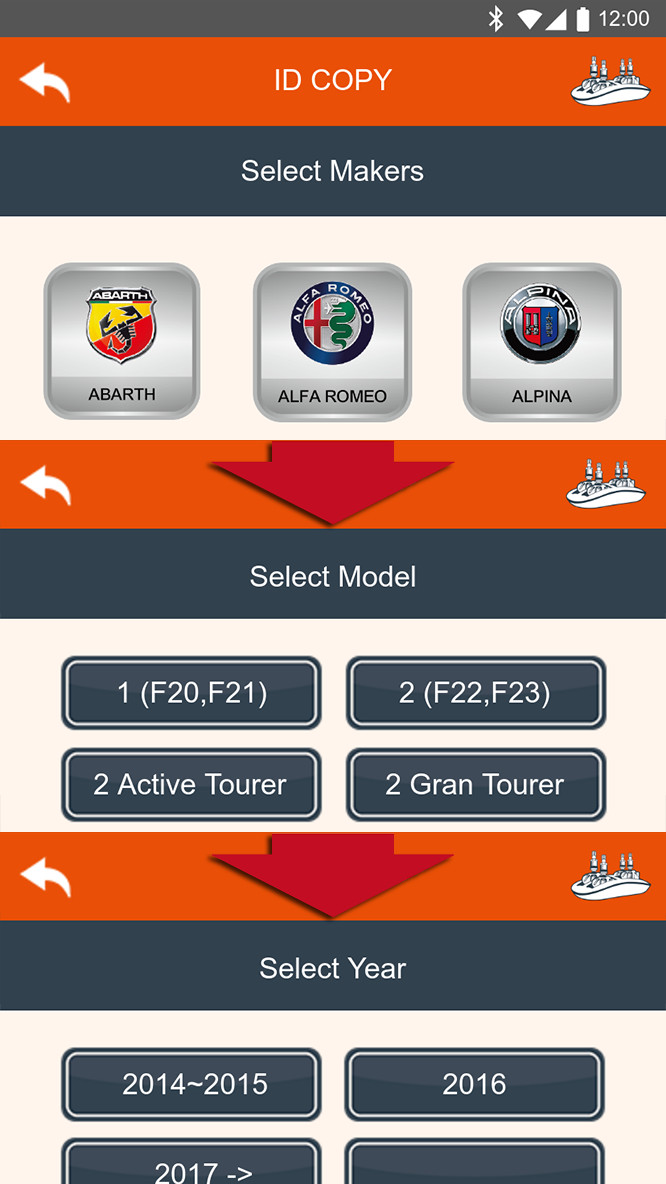 12:00
ID COPY
Select Makers
ABARTH
ALFA ROMEO
ALPINA
ABARTH
ALFA ROMEO
ALPINA
Select Model
1 (F20,F21)
2 (F22,F23)
2 Active Tourer
2 Gran Tourer
Select Year
2014~2015
2016
2017 ->